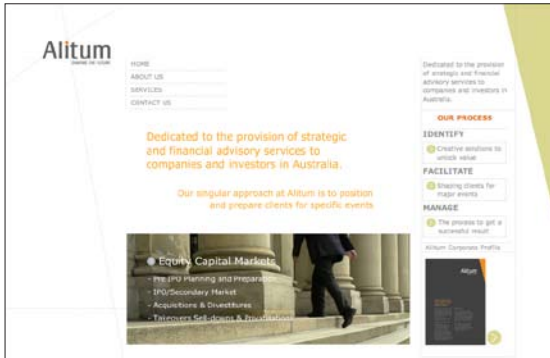 Alitum
HOME
ABOUT US
SERVICES
CONTACT US
Dedicated to the provision of strategic
and financial advisory services to
companies and investors in Australia.
Our singular approach at Alitum is to position
and prepare clients for specific events
Equity Capital Markets
- Pre IPO Planning and Preparation
- IPO/Secondary Market
- Acquisitions & Divestitures
- Takeovers Sell-downs & Privatisations
Dedicated to the provision
of strategic and financial
advisory services to
companies and investors in
Australia.
OUR PROCESS
IDENTIFY
Creative solutions to
unlock value
FACILITATE
Shaping clients for
major events
MANAGE
The process to get a
successful result
Alitum Corporate Profile
Alitum